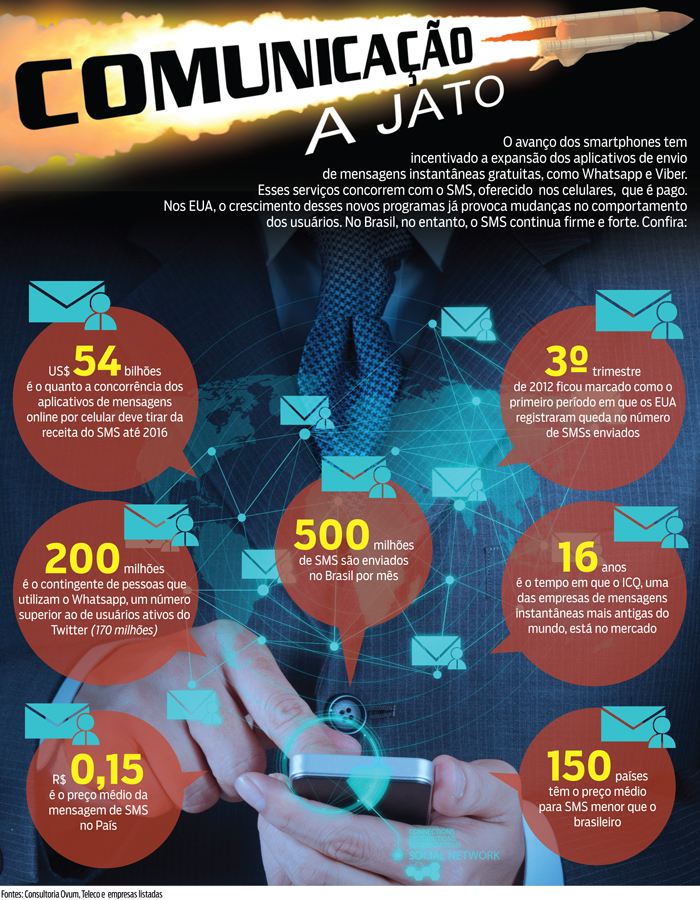 COMUNICAÇÃO
A JATO
O avanço dos smartphones tem
incentivado a expansão dos aplicativos de envio
de mensagens instantâneas gratuitas, como Whatsapp e Viber.
Esses serviços concorrem com o SMS, oferecido nos celulares, que é pago.
Nos EUA, o crescimento desses novos programas já provoca mudanças no comportamento
dos usuários. No Brasil, no entanto, o SMS continua firme e forte. Confira:
US$ 54 bilhões
é o quanto a concorrência dos
aplicativos de mensagens
online por celular deve tirar da
receita do SMS até 2016
3º trimestre
de 2012 ficou marcado como o
primeiro período em que os EUA
registraram queda no número
de SMSs enviados
500 milhões
de SMS são enviados
no Brasil por mês
200 milhões
é o contingente de pessoas que
utilizam o Whatsapp, um número
superior ao de usuários ativos do
Twitter (170 milhões)
16 anos
é o tempo em que o ICQ, uma
das empresas de mensagens
instantâneas mais antigas do
mundo, está no mercado
R$ 0,15
é o preço médio da
mensagem de SMS
no País
150 países
têm o preço médio
para SMS menor que o
brasileiro
SOCIAL NETWORK
Fontes: Consultoria Ovum, Teleco e empresas listadas